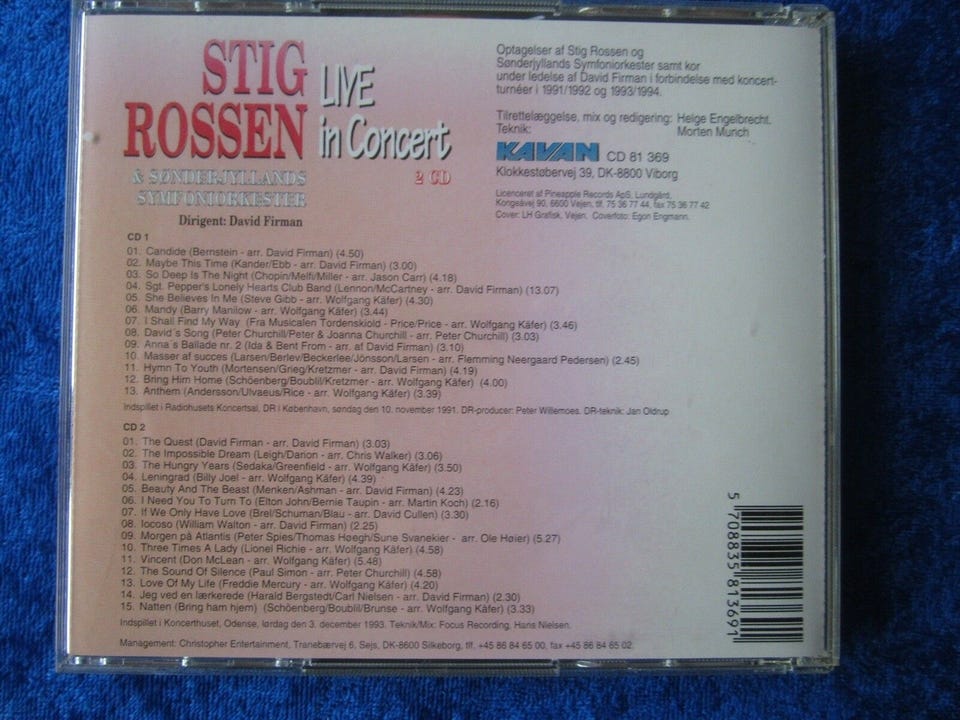 STIG
ROSSEN
LIVE
in Concert
2 CD
& SØNDERJYLLANDS
SYMFONIORKESTER
Dirigent: David Firman
Optagelser af Stig Rossen og
Sønderjyllands Symfoniorkester samt kor
under ledelse af David Firman i forbindelse med koncert-
turnéer i 1991/1992 og 1993/1994.
Tilrettelæggelse, mix og redigering: Helge Engelbrecht.
Teknik: Morten Munch
KAVAN CD 81 369
Klokkestøbervej 39, DK-8800 Viborg
Licenceret af Pineapple Records ApS, Lundgård,
Kongeåvej 90, 6600 Vejen, tlf. 75 36 77 44, fax 75 36 77 42
Cover: LH Grafisk, Vejen. Coverfoto: Egon Engmann.
CD 1
01. Candide (Bernstein - arr. David Firman) (4.50)
02. Maybe This Time (Kander/Ebb - arr. David Firman) (3.00)
03. So Deep Is The Night (Chopin/Melfi/Miller - arr. Jason Carr) (4.18)
04. Sgt. Pepper's Lonely Hearts Club Band (Lennon/McCartney - arr. David Firman) (13.07)
05. She Believes In Me (Steve Gibb - arr. Wolfgang Käfer) (4.30)
06. Mandy (Barry Manilow - arr. Wolfgang Käfer) (3.44)
07. I Shall Find My Way (Fra Musicalen Tordenskiold - Price/Price - arr. Wolfgang Käfer) (3.46)
08. David's Song (Peter Churchill/Peter & Joanna Churchill - arr. Peter Churchill) (3.03)
09. Anna´s Ballade nr. 2 (Ida & Bent From - arr. af David Firman) (3.10)
10. Masser af succes (Larsen/Berlev/Beckerlee/Jönsson/Larsen - arr. Flemming Neergaard Pedersen) (2.45)
11. Hymn To Youth (Mortensen/Grieg/Kretzmer - arr. David Firman) (4.19)
12. Bring Him Home (Schöenberg/Boublil/Kretzmer - arr. Wolfgang Käfer) (4.00)
13. Anthem (Andersson/Ulvaeus/Rice - arr. Wolfgang Käfer) (3.39)
Indspillet i Radiohusets Koncertsal, DR i København, søndag den 10. november 1991. DR-producer: Peter Willemoes. DR-teknik: Jan Oldrup
CD 2
01. The Quest (David Firman - arr. David Firman) (3.03)
02. The Impossible Dream (Leigh/Darion - arr. Chris Walker) (3.06)
03. The Hungry Years (Sedaka/Greenfield - arr. Wolfgang Käfer) (3.50)
04. Leningrad (Billy Joel - arr. Wolfgang Käfer) (4.39)
05. Beauty And The Beast (Menken/Ashman - arr. David Firman) (4.23)
06. I Need You To Turn To (Elton John/Bernie Taupin - arr. Martin Koch) (2.16)
07. If We Only Have Love (Brel/Schuman/Blau - arr. David Cullen) (3.30)
08. Iocoso (William Walton - arr. David Firman) (2.25)
09. Morgen på Atlantis (Peter Spies/Thomas Høegh/Sune Svanekier - arr. Ole Høier) (5.27)
10. Three Times A Lady (Lionel Richie - arr. Wolfgang Käfer) (4.58)
11. Vincent (Don McLean - arr. Wolfgang Käfer) (5.48)
12. The Sound Of Silence (Paul Simon - arr. Peter Churchill) (4.58)
13. Love Of My Life (Freddie Mercury - arr. Wolfgang Käfer) (4.20)
14. Jeg ved en lærkerede (Harald Bergstedt/Carl Nielsen - arr. David Firman) (2.30)
15. Natten (Bring ham hjem) (Schöenberg/Boublil/Brunse - arr. Wolfgang Käfer) (3.33)
Indspillet i Koncerthuset, Odense, lørdag den 3. december 1993. Teknik/Mix: Focus Recording, Hans Nielsen.
Management: Christopher Entertainment, Tranebærvej 6, Sejs, DK-8600 Silkeborg, tlf. +45 86 84 65 00, fax +45 86 84 65 02.
5 708835 813691